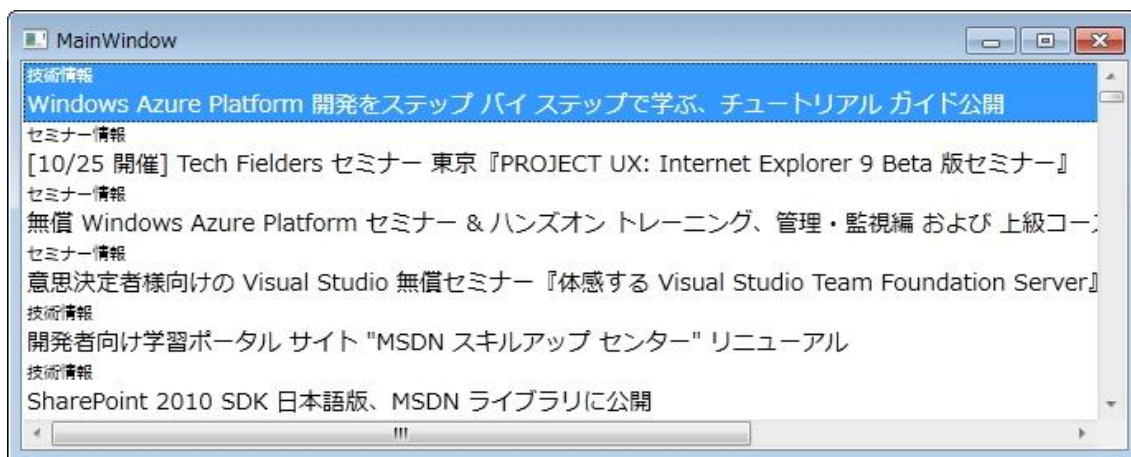 MainWindow
技術情報
Windows Azure Platform 開発をステップ バイ ステップで学ぶ、チュートリアル ガイド公開
セミナー情報
[10/25 開催] Tech Fielders セミナー 東京『PROJECT UX: Internet Explorer 9 Beta 版セミナー』
セミナー情報
無償 Windows Azure Platform セミナー & ハンズオン トレーニング、管理・監視編 および 上級コー
セミナー情報
意思決定者様向けの Visual Studio 無償セミナー『体感する Visual Studio Team Foundation Server』
技術情報
開発者向け学習ポータル サイト "MSDN スキルアップ センター" リニューアル
技術情報
SharePoint 2010 SDK 日本語版、MSDN ライブラリに公開